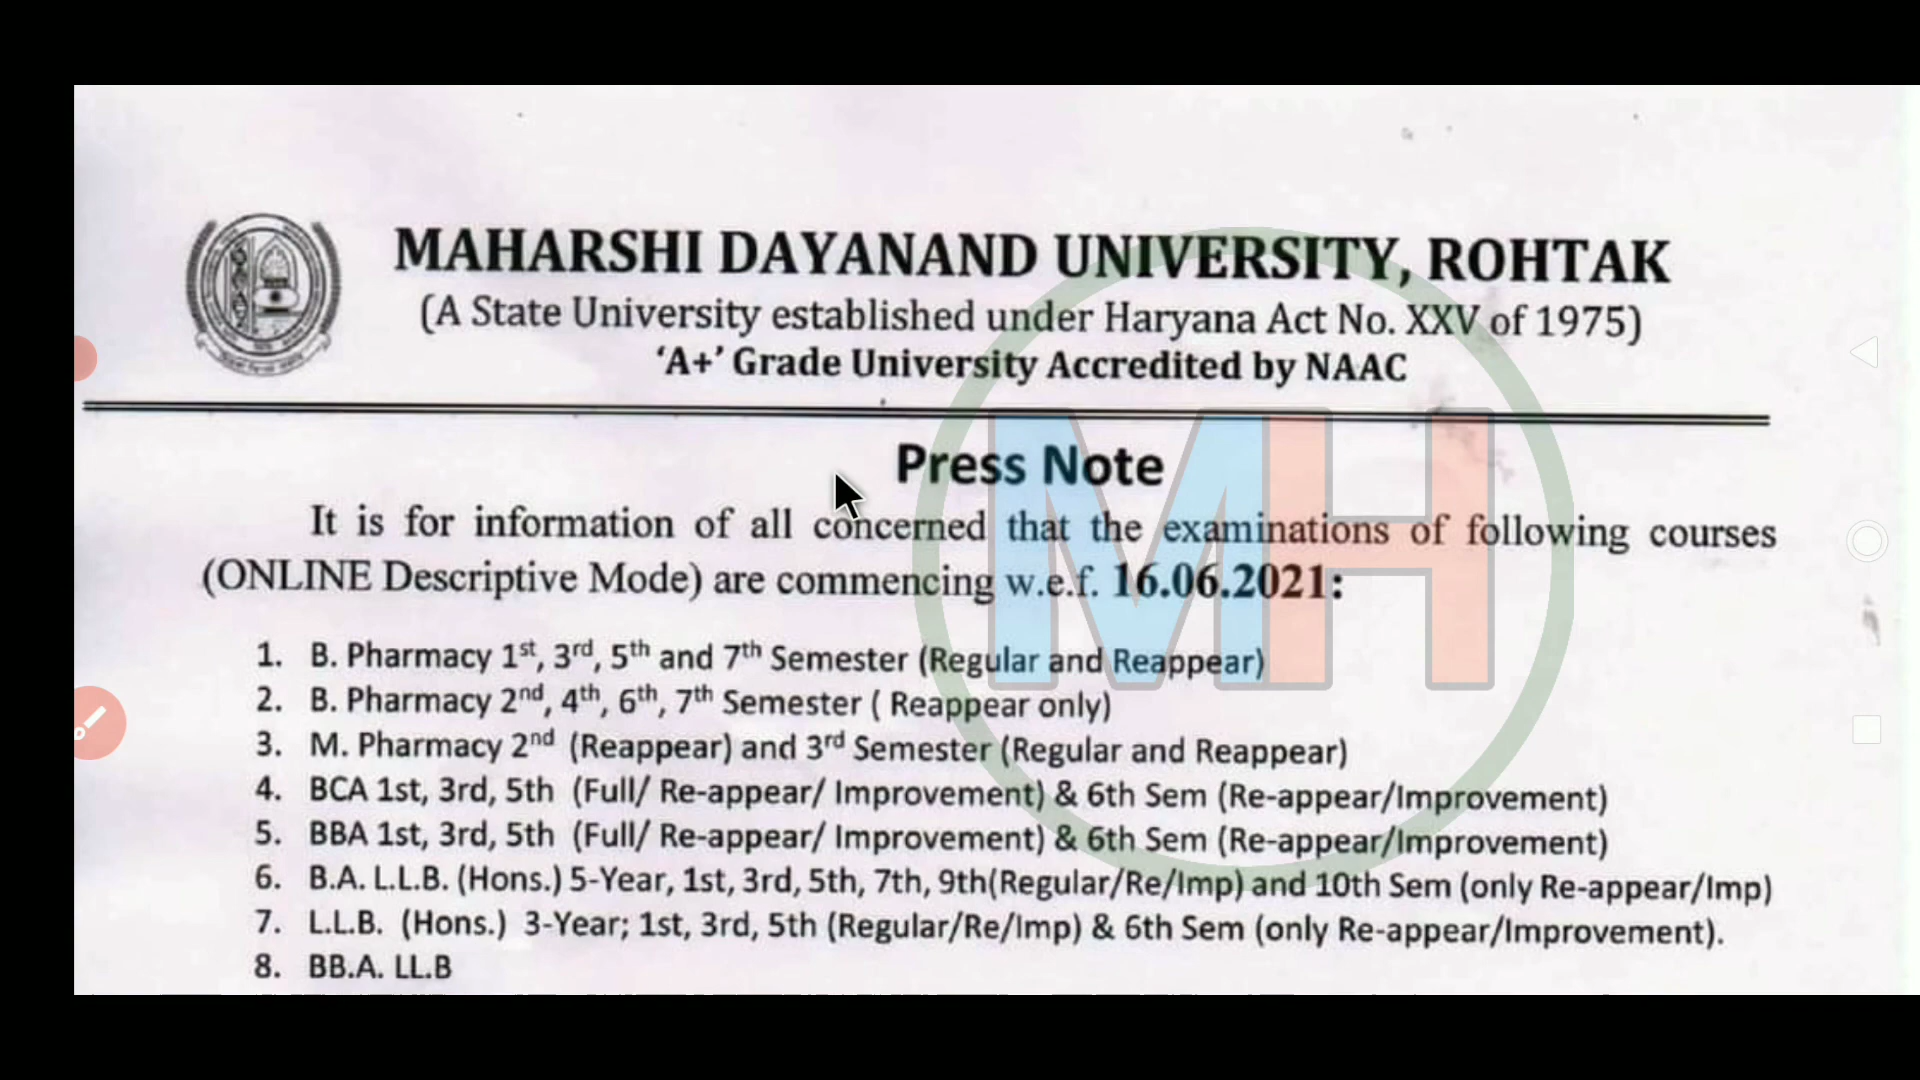 MAHARSHI DAYANAND UNIVERSITY, ROHTAK
(A State University established under Haryana Act No. XXV of 1975)
‘A+’ Grade University Accredited by NAAC
Press Note
It is for information of all concerned that the examinations of following courses
(ONLINE Descriptive Mode) are commencing w.e.f. 16.06.2021:
1. B. Pharmacy 1st, 3rd, 5th and 7th Semester (Regular and Reappear)
2. B. Pharmacy 2nd, 4th, 6th, 7th Semester ( Reappear only)
3. M. Pharmacy 2nd (Reappear) and 3rd Semester (Regular and Reappear)
4. BCA 1st, 3rd, 5th (Full/ Re-appear/ Improvement) & 6th Sem (Re-appear/Improvement)
5. BBA 1st, 3rd, 5th (Full/ Re-appear/ Improvement) & 6th Sem (Re-appear/Improvement)
6. B.A. L.L.B. (Hons.) 5-Year, 1st, 3rd, 5th, 7th, 9th(Regular/Re/Imp) and 10th Sem (only Re-appear/Imp)
7. L.L.B. (Hons.) 3-Year; 1st, 3rd, 5th (Regular/Re/Imp) & 6th Sem (only Re-appear/Improvement).
8. BB.A. LL.B
MH